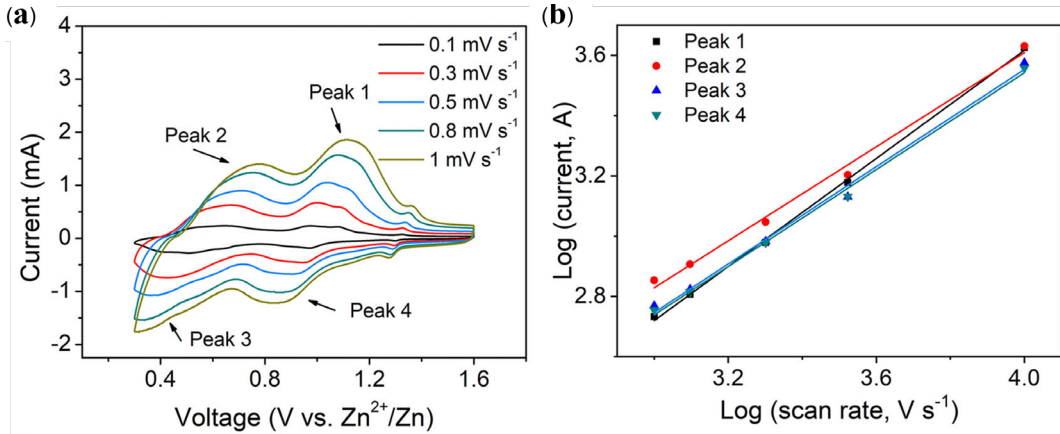 (a)
4
3
2
1
0
-1
-2
Current (mA)
0.4
0.8
1.2
1.6
Voltage (V vs. Zn²⁺/Zn)
Peak 1
Peak 2
Peak 3
Peak 4
0.1 mV s⁻¹
0.3 mV s⁻¹
0.5 mV s⁻¹
0.8 mV s⁻¹
1 mV s⁻¹
(b)
3.6
3.2
2.8
Log (current, A)
3.2
3.6
4.0
Log (scan rate, V s⁻¹)
Peak 1
Peak 2
Peak 3
Peak 4